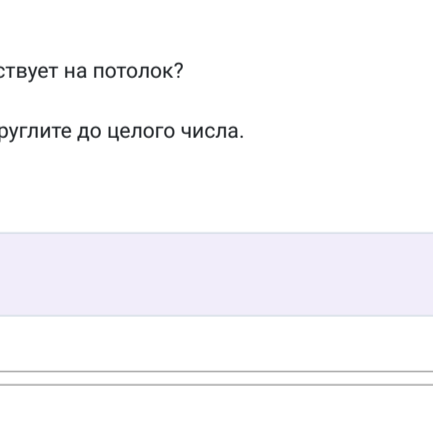 ствует на потолок?
руглите до целого числа.